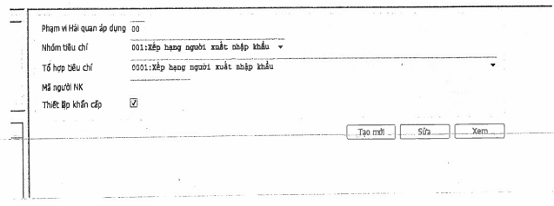 Phạm vi Hải quan áp dụng 00
Nhóm tiêu chí 001:Xếp hạng người xuất nhập khẩu
Tổ hợp tiêu chí 0001:Xếp hạng người xuất nhập khẩu
Mã người NK
Thiết lập khẩn cấp
Tạo mới Sửa Xem